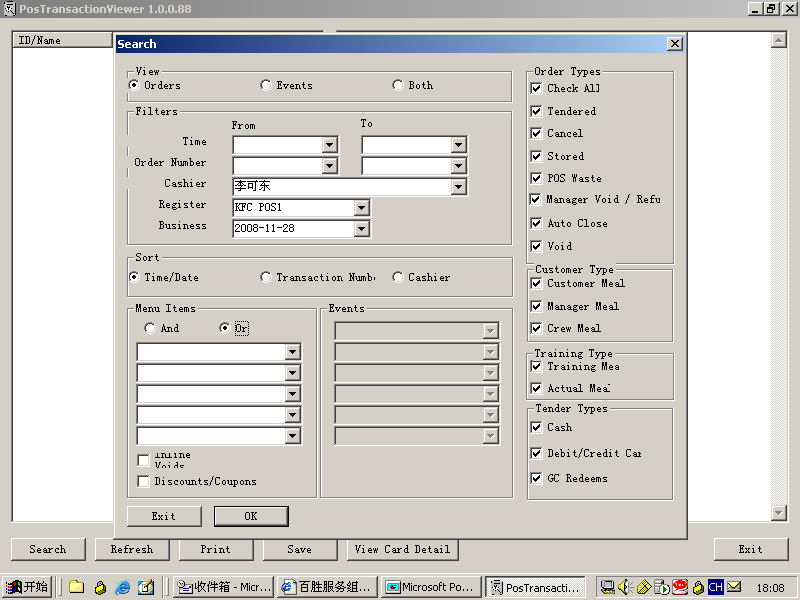 PosTransactionViewer 1.0.0.88
ID/Name
Search
View
Orders
Events
Both
Filters
From
To
Time
Order Number
Cashier
李可东
Register
KFC POS1
Business
2008-11-28
Sort
Time/Date
Transaction Numb
Cashier
Menu Items
And
Or
Inline
Voids
Discounts/Coupons
Events
Order Types
Check All
Tendered
Cancel
Stored
POS Waste
Manager Void / Refu
Auto Close
Void
Customer Type
Customer Meal
Manager Meal
Crew Meal
Training Type
Training Mea
Actual Meal
Tender Types
Cash
Debit/Credit Car
GC Redeems
Exit
OK
Search
Refresh
Print
Save
View Card Detail
Exit
开始
收件箱 - Micr...
百胜服务组...
Microsoft Po...
PosTransacti...
CH
18:08